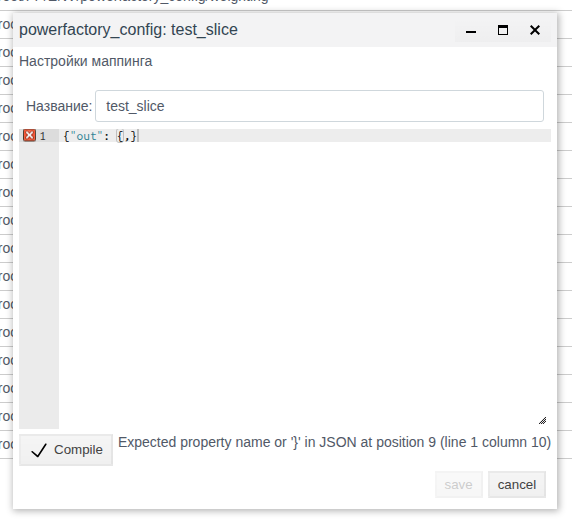 powerfactory_config: test_slice
Настройки маппинга
Название: test_slice
1 {"out": {,}
Compile Expected property name or '}' in JSON at position 9 (line 1 column 10)
save cancel